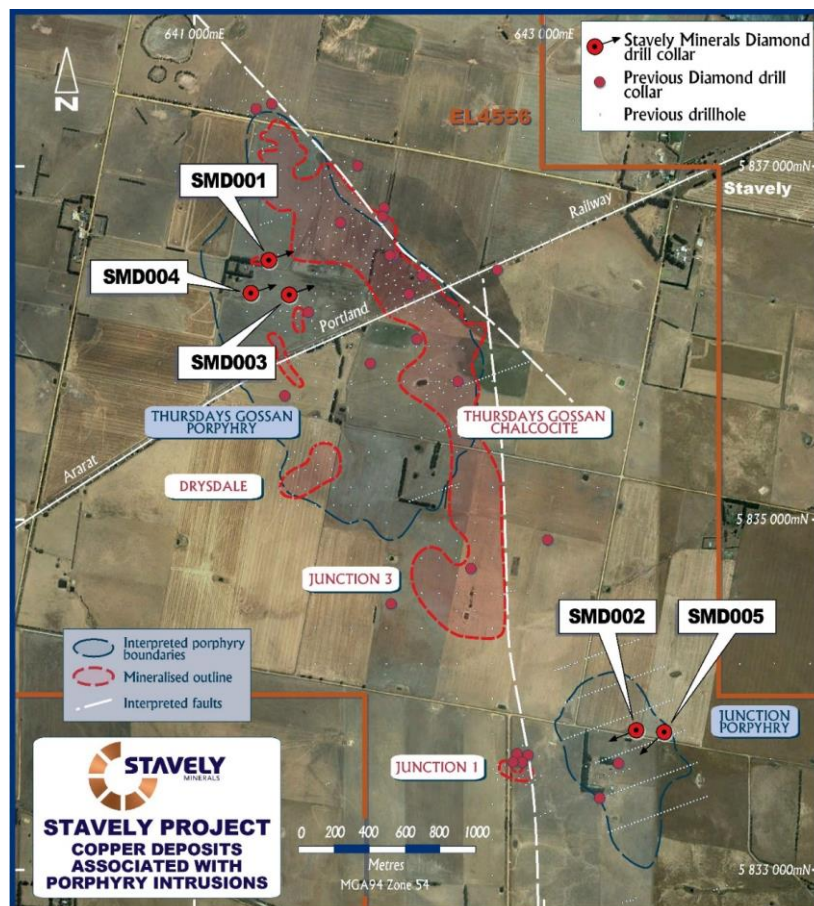 641 000mE
643 000mE
Stavely Minerals Diamond
drill collar
Previous Diamond drill
collar
Previous drillhole
N
EL4556
5 837 000mN
Stavely
SMD001
Railway
SMD004
Portland
SMD003
THURSDAYS GOSSAN
PORPYHRY
THURSDAYS GOSSAN
CHALCOCITE
Ararat
DRYSDALE
5 835 000mN
JUNCTION 3
SMD002
SMD005
Interpreted porphyry
boundaries
Mineralised outline
Interpreted faults
JUNCTION
PORPHYRY
STAVELY
MINERALS
JUNCTION 1
STAVELY PROJECT
COPPER DEPOSITS
ASSOCIATED WITH
PORPHYRY INTRUSIONS
0 200 400 600 800 1000
Metres
MGA94 Zone 54
5 833 000mN